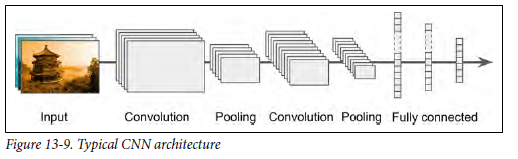 Input Convolution Pooling Convolution Pooling Fully connected
Figure 13-9. Typical CNN architecture